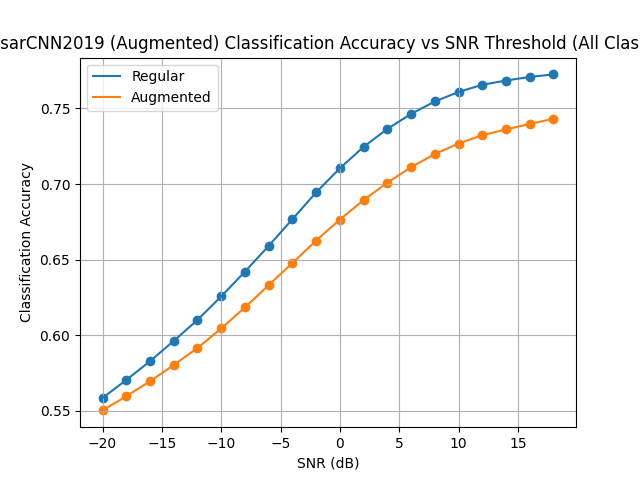 sarCNN2019 (Augmented) Classification Accuracy vs SNR Threshold (All Clas
Regular
Augmented
0.75
0.70
0.65
0.60
0.55
Classification Accuracy
−20 −15 −10 −5 0 5 10 15
SNR (dB)